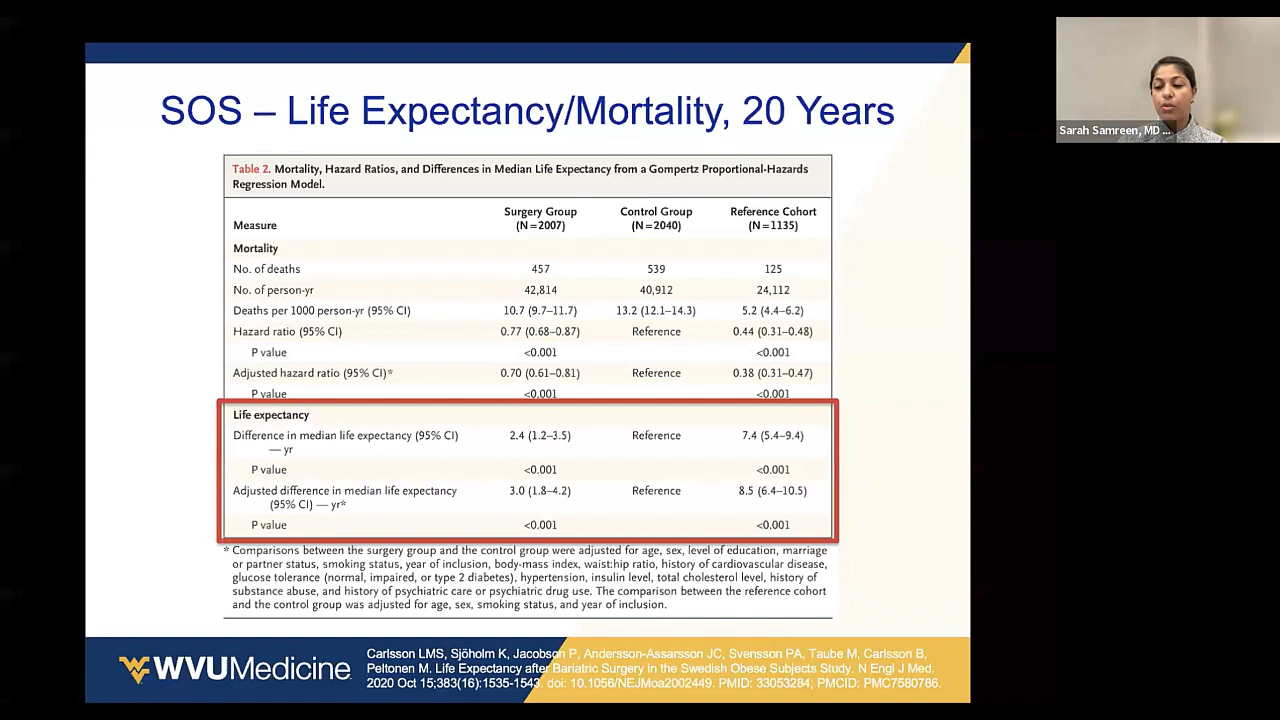 SOS – Life Expectancy/Mortality, 20 Years
Sarah Samreen, MD ...
Table 2. Mortality, Hazard Ratios, and Differences in Median Life Expectancy from a Gompertz Proportional-Hazards
Regression Model.
Measure Surgery Group (N=2007) Control Group (N=2040) Reference Cohort (N=1135)
Mortality
No. of deaths 457 539 125
No. of person-yr 42,814 40,912 24,112
Deaths per 1000 person-yr (95% CI) 10.7 (9.7–11.7) 13.2 (12.1–14.3) 5.2 (4.4–6.2)
Hazard ratio (95% CI) 0.77 (0.68–0.87) Reference 0.44 (0.31–0.48)
P value <0.001 <0.001
Adjusted hazard ratio (95% CI)* 0.70 (0.61–0.81) Reference 0.38 (0.31–0.47)
P value <0.001 <0.001
Life expectancy
Difference in median life expectancy (95% CI) 2.4 (1.2–3.5) Reference 7.4 (5.4–9.4)
— yr
P value <0.001 <0.001
Adjusted difference in median life expectancy 3.0 (1.8–4.2) Reference 8.5 (6.4–10.5)
(95% CI) — yr*
P value <0.001 <0.001
* Comparisons between the surgery group and the control group were adjusted for age, sex, level of education, marriage
or partner status, smoking status, year of inclusion, body-mass index, waist:hip ratio, history of cardiovascular disease,
glucose tolerance (normal, impaired, or type 2 diabetes), hypertension, insulin level, total cholesterol level, history of
substance abuse, and history of psychiatric care or psychiatric drug use. The comparison between the reference cohort
and the control group was adjusted for age, sex, smoking status, and year of inclusion.
WVUMedicine
Carlsson LMS, Sjöholm K, Jacobson P, Andersson-Assarsson JC, Svensson PA, Taube M, Carlsson B,
Peltonen M. Life Expectancy after Bariatric Surgery in the Swedish Obese Subjects Study. N Engl J Med.
2020 Oct 15;383(16):1535-1543. doi: 10.1056/NEJMoa2002449. PMID: 33053284; PMCID: PMC7580786.